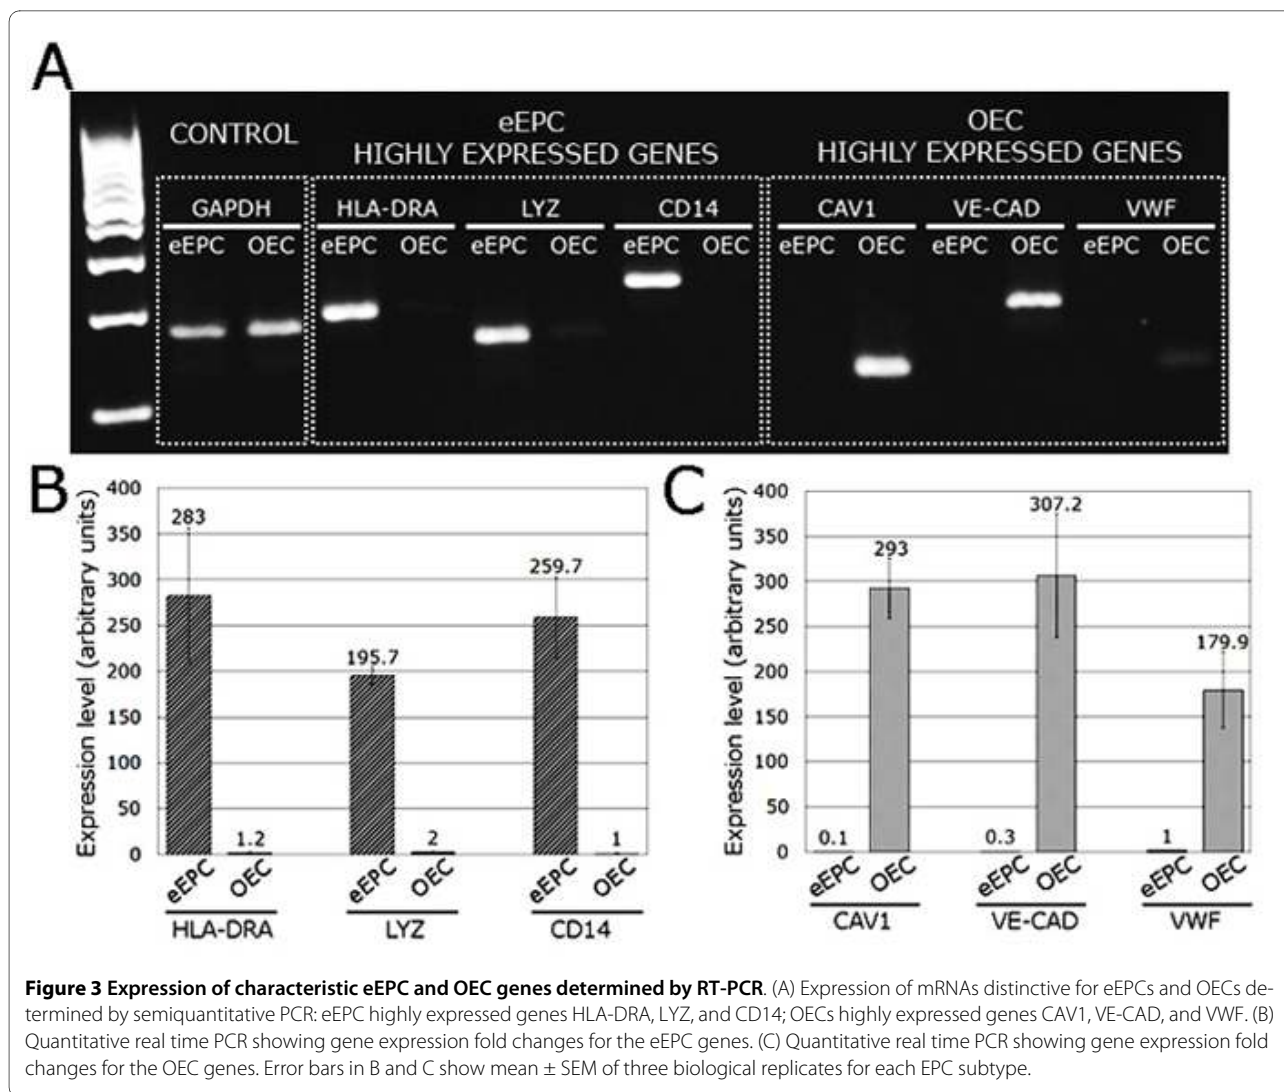 A
CONTROL
eEPC
HIGHLY EXPRESSED GENES
OEC
HIGHLY EXPRESSED GENES
GAPDH HLA-DRA LYZ CD14 CAV1 VE-CAD VWF
eEPC OEC eEPC OEC eEPC OEC eEPC OEC eEPC OEC eEPC OEC eEPC OEC
B
Expression level (arbitrary units)
400
350
300
250
200
150
100
50
0
283
1.2
195.7
2
259.7
1
eEPC OEC eEPC OEC eEPC OEC
HLA-DRA LYZ CD14
C
Expression level (arbitrary units)
400
350
300
250
200
150
100
50
0
0.1
293
0.3
307.2
1
179.9
eEPC OEC eEPC OEC eEPC OEC
CAV1 VE-CAD VWF
Figure 3 Expression of characteristic eEPC and OEC genes determined by RT-PCR. (A) Expression of mRNAs distinctive for eEPCs and OECs de-
termined by semiquantitative PCR: eEPC highly expressed genes HLA-DRA, LYZ, and CD14; OECs highly expressed genes CAV1, VE-CAD, and VWF. (B)
Quantitative real time PCR showing gene expression fold changes for the eEPC genes. (C) Quantitative real time PCR showing gene expression fold
changes for the OEC genes. Error bars in B and C show mean ± SEM of three biological replicates for each EPC subtype.